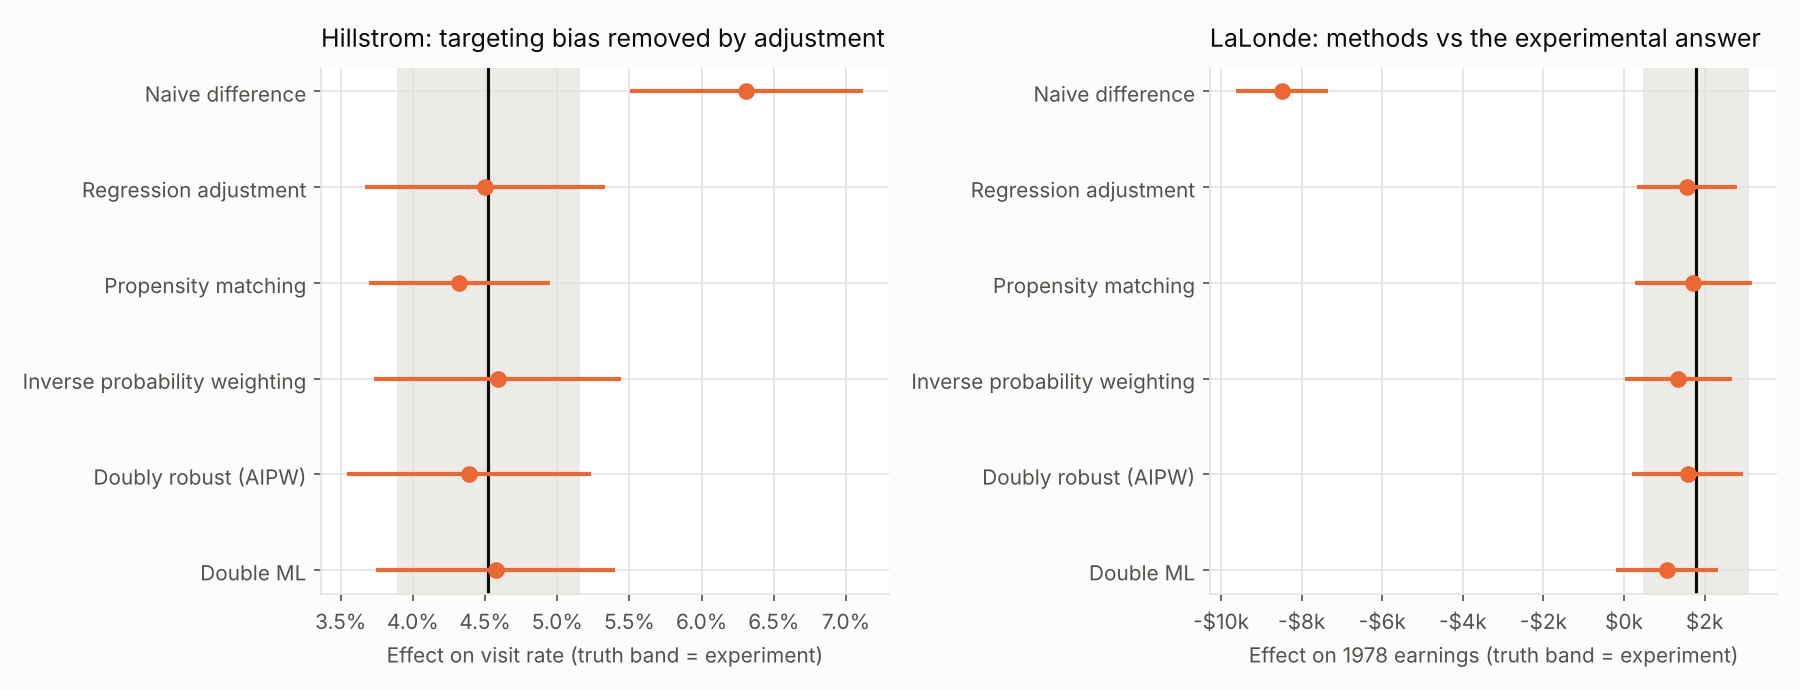 Hillstrom: targeting bias removed by adjustment
Naive difference
Regression adjustment
Propensity matching
Inverse probability weighting
Doubly robust (AIPW)
Double ML
3.5% 4.0% 4.5% 5.0% 5.5% 6.0% 6.5% 7.0%
Effect on visit rate (truth band = experiment)
LaLonde: methods vs the experimental answer
Naive difference
Regression adjustment
Propensity matching
Inverse probability weighting
Doubly robust (AIPW)
Double ML
-$10k -$8k -$6k -$4k -$2k $0k $2k
Effect on 1978 earnings (truth band = experiment)